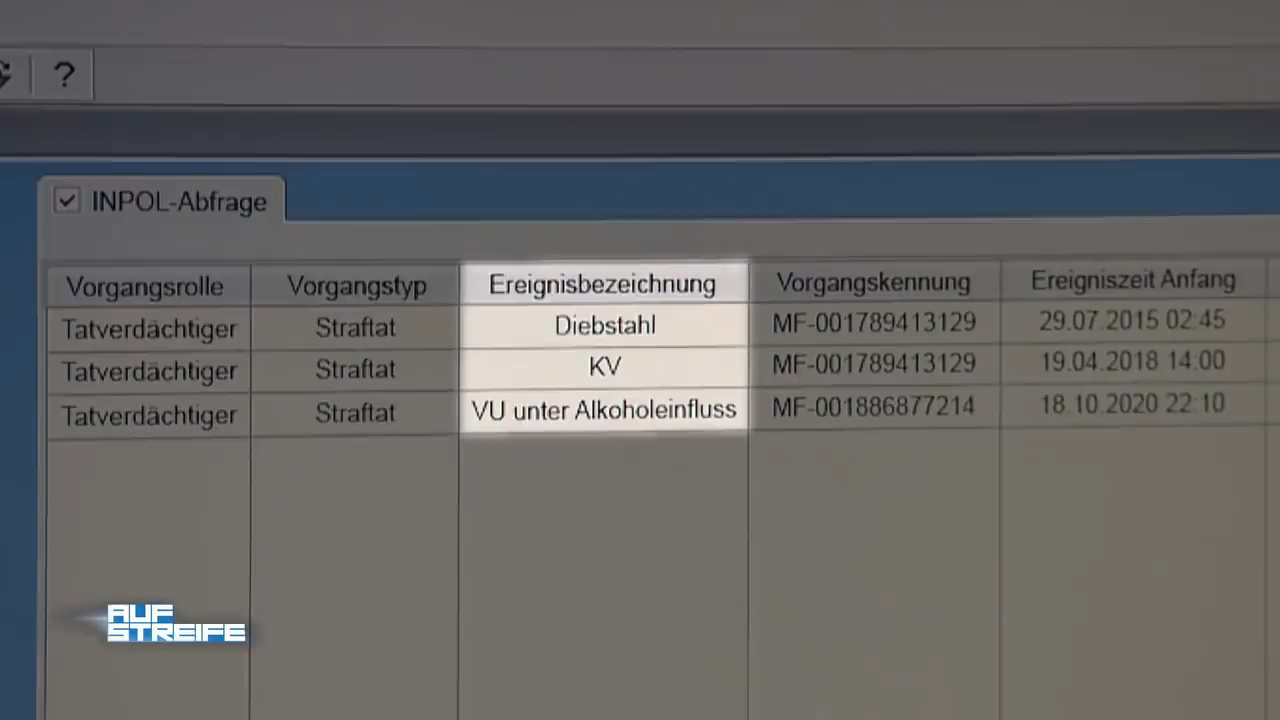 ?
INPOL-Abfrage
Vorgangsrolle Vorgangstyp Ereignisbezeichnung Vorgangskennung Ereigniszeit Anfang
Tatverdächtiger Straftat Diebstahl MF-001789413129 29.07.2015 02:45
Tatverdächtiger Straftat KV MF-001789413129 19.04.2018 14:00
Tatverdächtiger Straftat VU unter Alkoholeinfluss MF-001886877214 18.10.2020 22:10
AUF
STREIFE